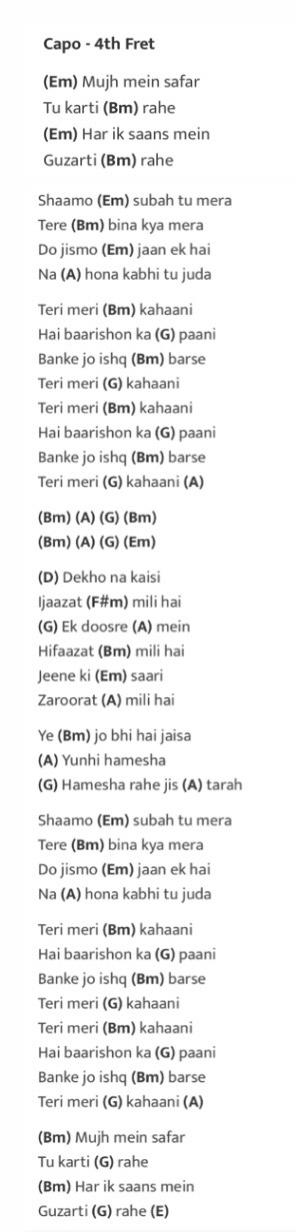 Capo - 4th Fret
(Em) Mujh mein safar
Tu karti (Bm) rahe
(Em) Har ik saans mein
Guzarti (Bm) rahe
Shaamo (Em) subah tu mera
Tere (Bm) bina kya mera
Do jismo (Em) jaan ek hai
Na (A) hona kabhi tu juda
Teri meri (Bm) kahaani
Hai baarishon ka (G) paani
Banke jo ishq (Bm) barse
Teri meri (G) kahaani
Teri meri (Bm) kahaani
Hai baarishon ka (G) paani
Banke jo ishq (Bm) barse
Teri meri (G) kahaani (A)
(Bm) (A) (G) (Bm)
(Bm) (A) (G) (Em)
(D) Dekho na kaisi
Ijaazat (F#m) mili hai
(G) Ek doosre (A) mein
Hifaazat (Bm) mili hai
Jeene ki (Em) saari
Zaroorat (A) mili hai
Ye (Bm) jo bhi hai jaisa
(A) Yunhi hamesha
(G) Hamesha rahe jis (A) tarah
Shaamo (Em) subah tu mera
Tere (Bm) bina kya mera
Do jismo (Em) jaan ek hai
Na (A) hona kabhi tu juda
Teri meri (Bm) kahaani
Hai baarishon ka (G) paani
Banke jo ishq (Bm) barse
Teri meri (G) kahaani
Teri meri (Bm) kahaani
Hai baarishon ka (G) paani
Banke jo ishq (Bm) barse
Teri meri (G) kahaani (A)
(Bm) Mujh mein safar
Tu karti (G) rahe
(Bm) Har ik saans mein
Guzarti (G) rahe (E)